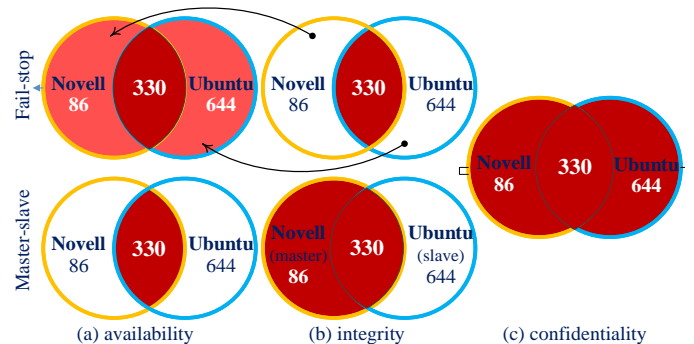 Fail-stop
Novell
86
330
Ubuntu
644
Novell
86
330
Ubuntu
644
Novell
86
330
Ubuntu
644
Master-slave
Novell
86
330
Ubuntu
644
Novell
(master)
86
330
Ubuntu
(slave)
644
(a) availability
(b) integrity
(c) confidentiality